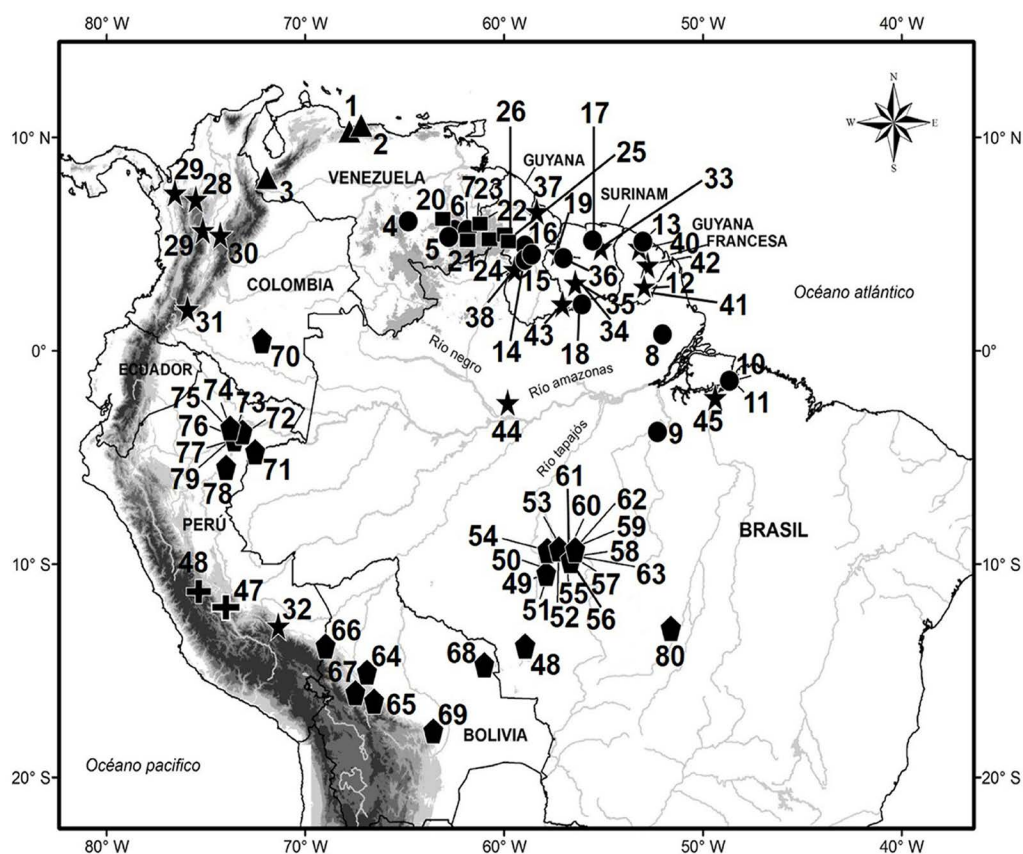 80° W 70° W 60° W 50° W 40° W
N
W E
S
10° N 10° N
1
2
3
26 17
25
GUYANA
33
29
28
VENEZUELA
37
SURINAM
7 23
19
20 6 22
16
13
GUYANA
FRANCESA
4
40
5
42
29
30
21
24
15
36
12
COLOMBIA
35
41
Océano atlántico
38
34
31
43
14
18
8
0° 0°
70
Río negro
Río amazonas
10
ECUADOR
11
74
75 73
72
45
76
44
9
77
71
79
Río tapajós
78
61
53 60 62
PERÚ
54
59
BRASIL
50
58
48
49
63
10° S 10° S
47
57
51 55
52 56
32
66
64
68
48
80
67
65
69
BOLIVIA
Océano pacifico
20° S 20° S
80° W 70° W 60° W 50° W 40° W